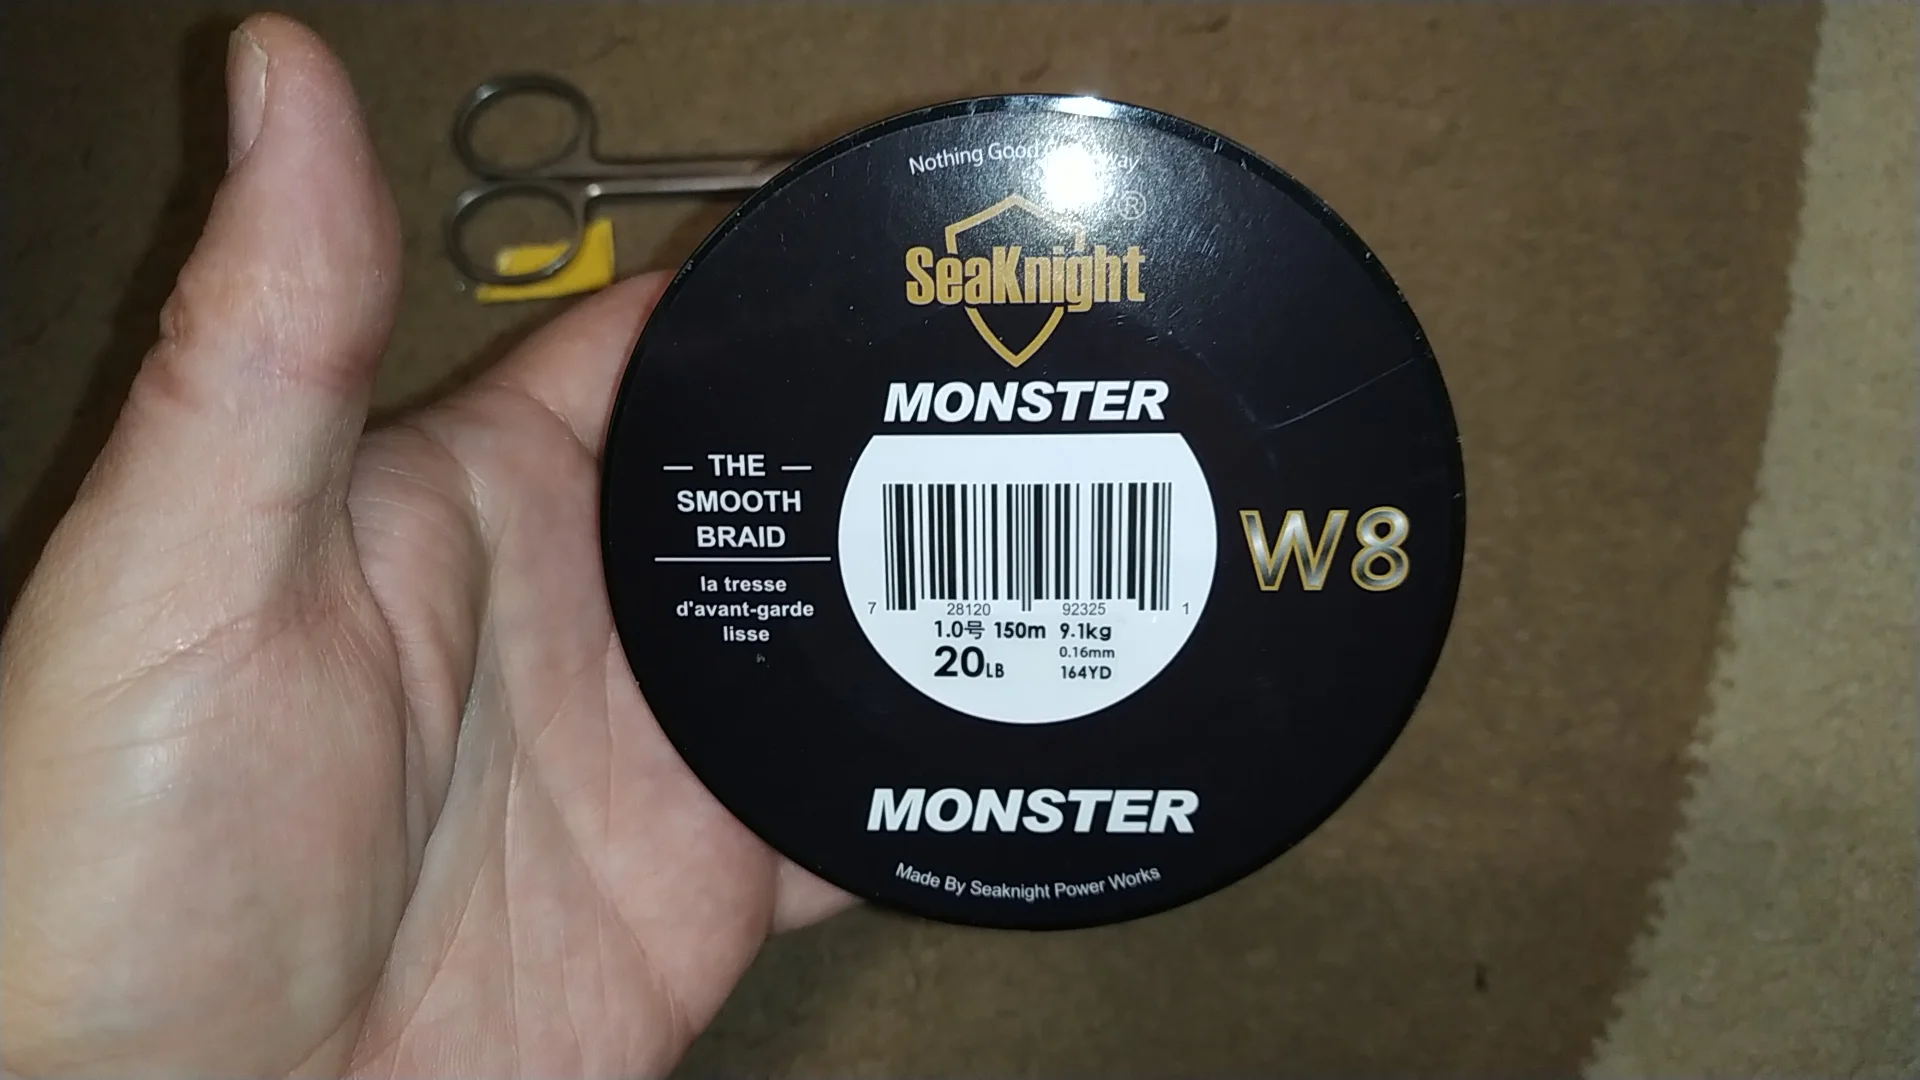 Nothing Good Way
®
SeaKnight
MONSTER
— THE —
SMOOTH
BRAID
la tresse
d'avant-garde
lisse
W8
7 28120 92325 1
1.0号 150m 9.1kg
20LB
0.16mm
164YD
MONSTER
Made By Seaknight Power Works